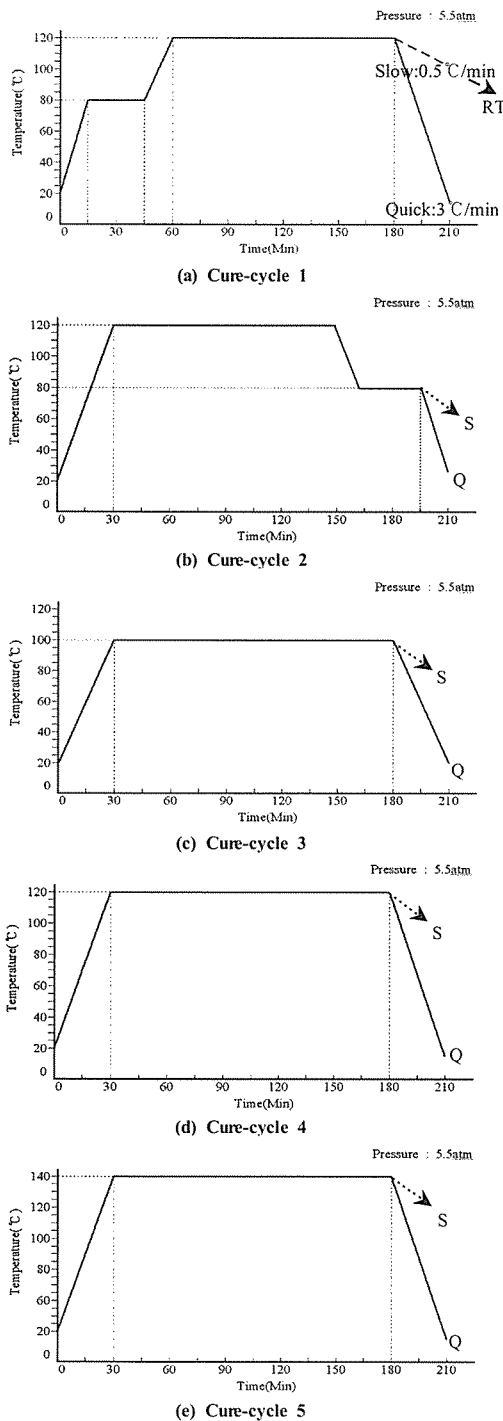 Pressure : 5.5atm
Temperature(℃)
120
100
80
60
40
20
0
Slow:0.5℃/min
RT
Quick:3℃/min
0 30 60 90 120 150 180 210
Time(Min)
(a) Cure-cycle 1
Pressure : 5.5atm
Temperature(℃)
120
100
80
60
40
20
0
S
Q
0 30 60 90 120 150 180 210
Time(Min)
(b) Cure-cycle 2
Pressure : 5.5atm
Temperature(℃)
120
100
80
60
40
20
0
S
Q
0 30 60 90 120 150 180 210
Time(Min)
(c) Cure-cycle 3
Pressure : 5.5atm
Temperature(℃)
120
100
80
60
40
20
0
S
Q
0 30 60 90 120 150 180 210
Time(Min)
(d) Cure-cycle 4
Pressure : 5.5atm
Temperature(℃)
140
120
100
80
60
40
20
0
S
Q
0 30 60 90 120 150 180 210
Time(Min)
(e) Cure-cycle 5